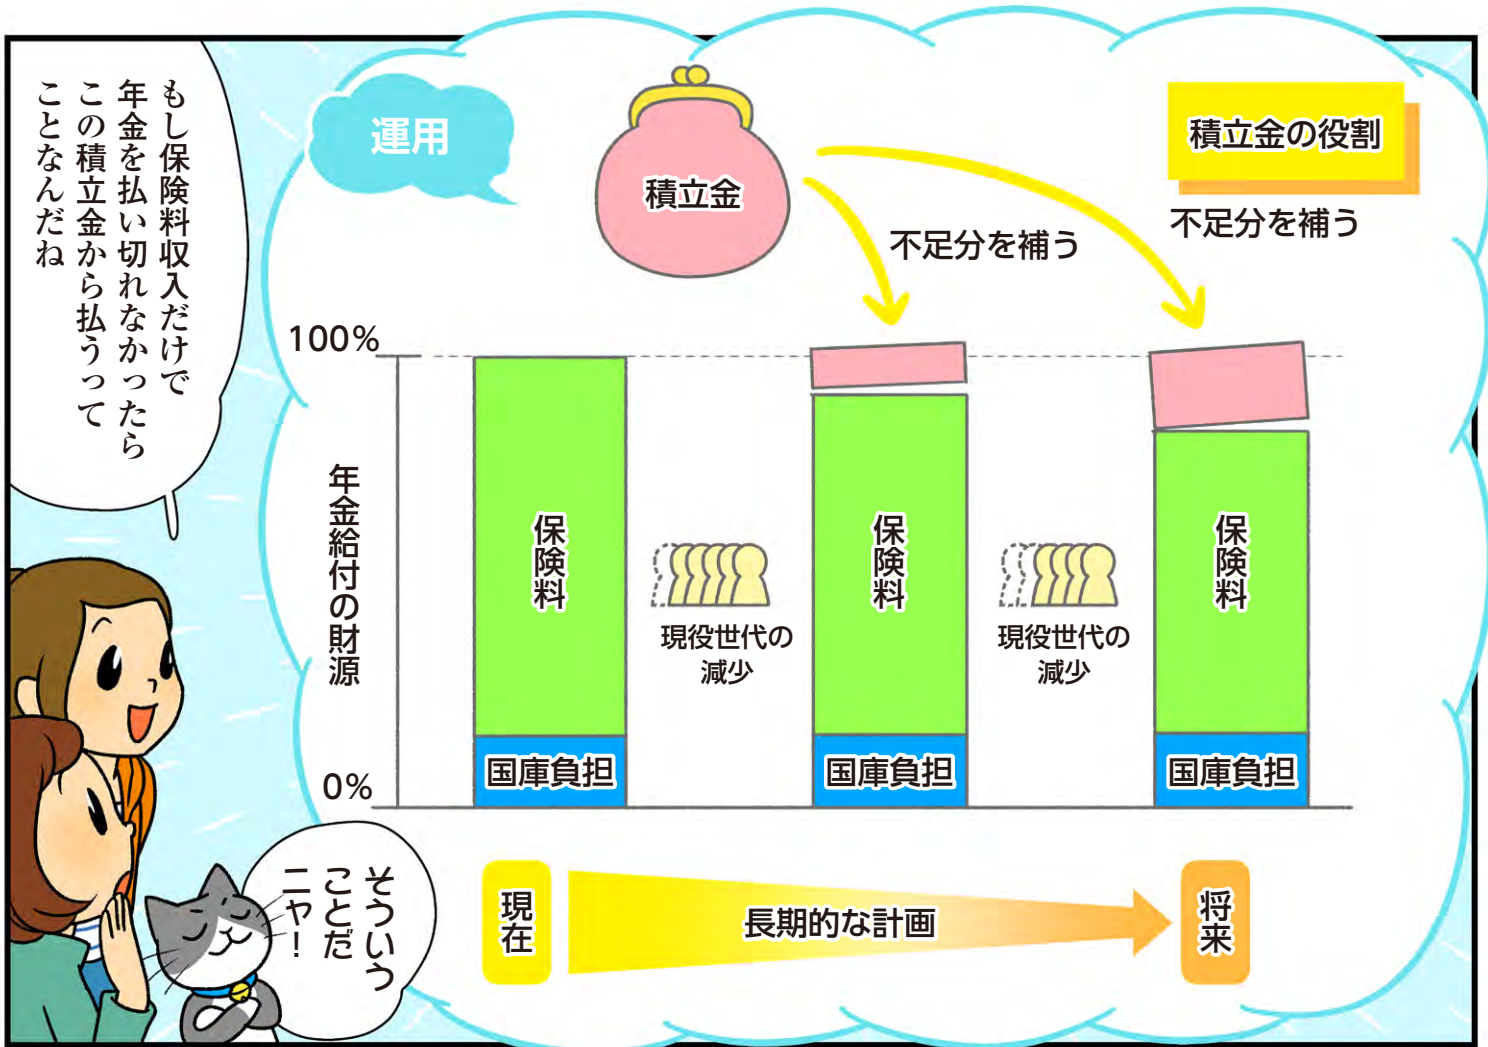 もし保険料収入だけで
年金を払い切れなかったら
この積立金から払うって
ことなんだね
運用
積立金
積立金の役割
不足分を補う
不足分を補う
100%
年金給付の財源
0%
保険料
国庫負担
現役世代の
減少
保険料
国庫負担
現役世代の
減少
保険料
国庫負担
現在
長期的な計画
将来
そういう
ことだ
ニャ！